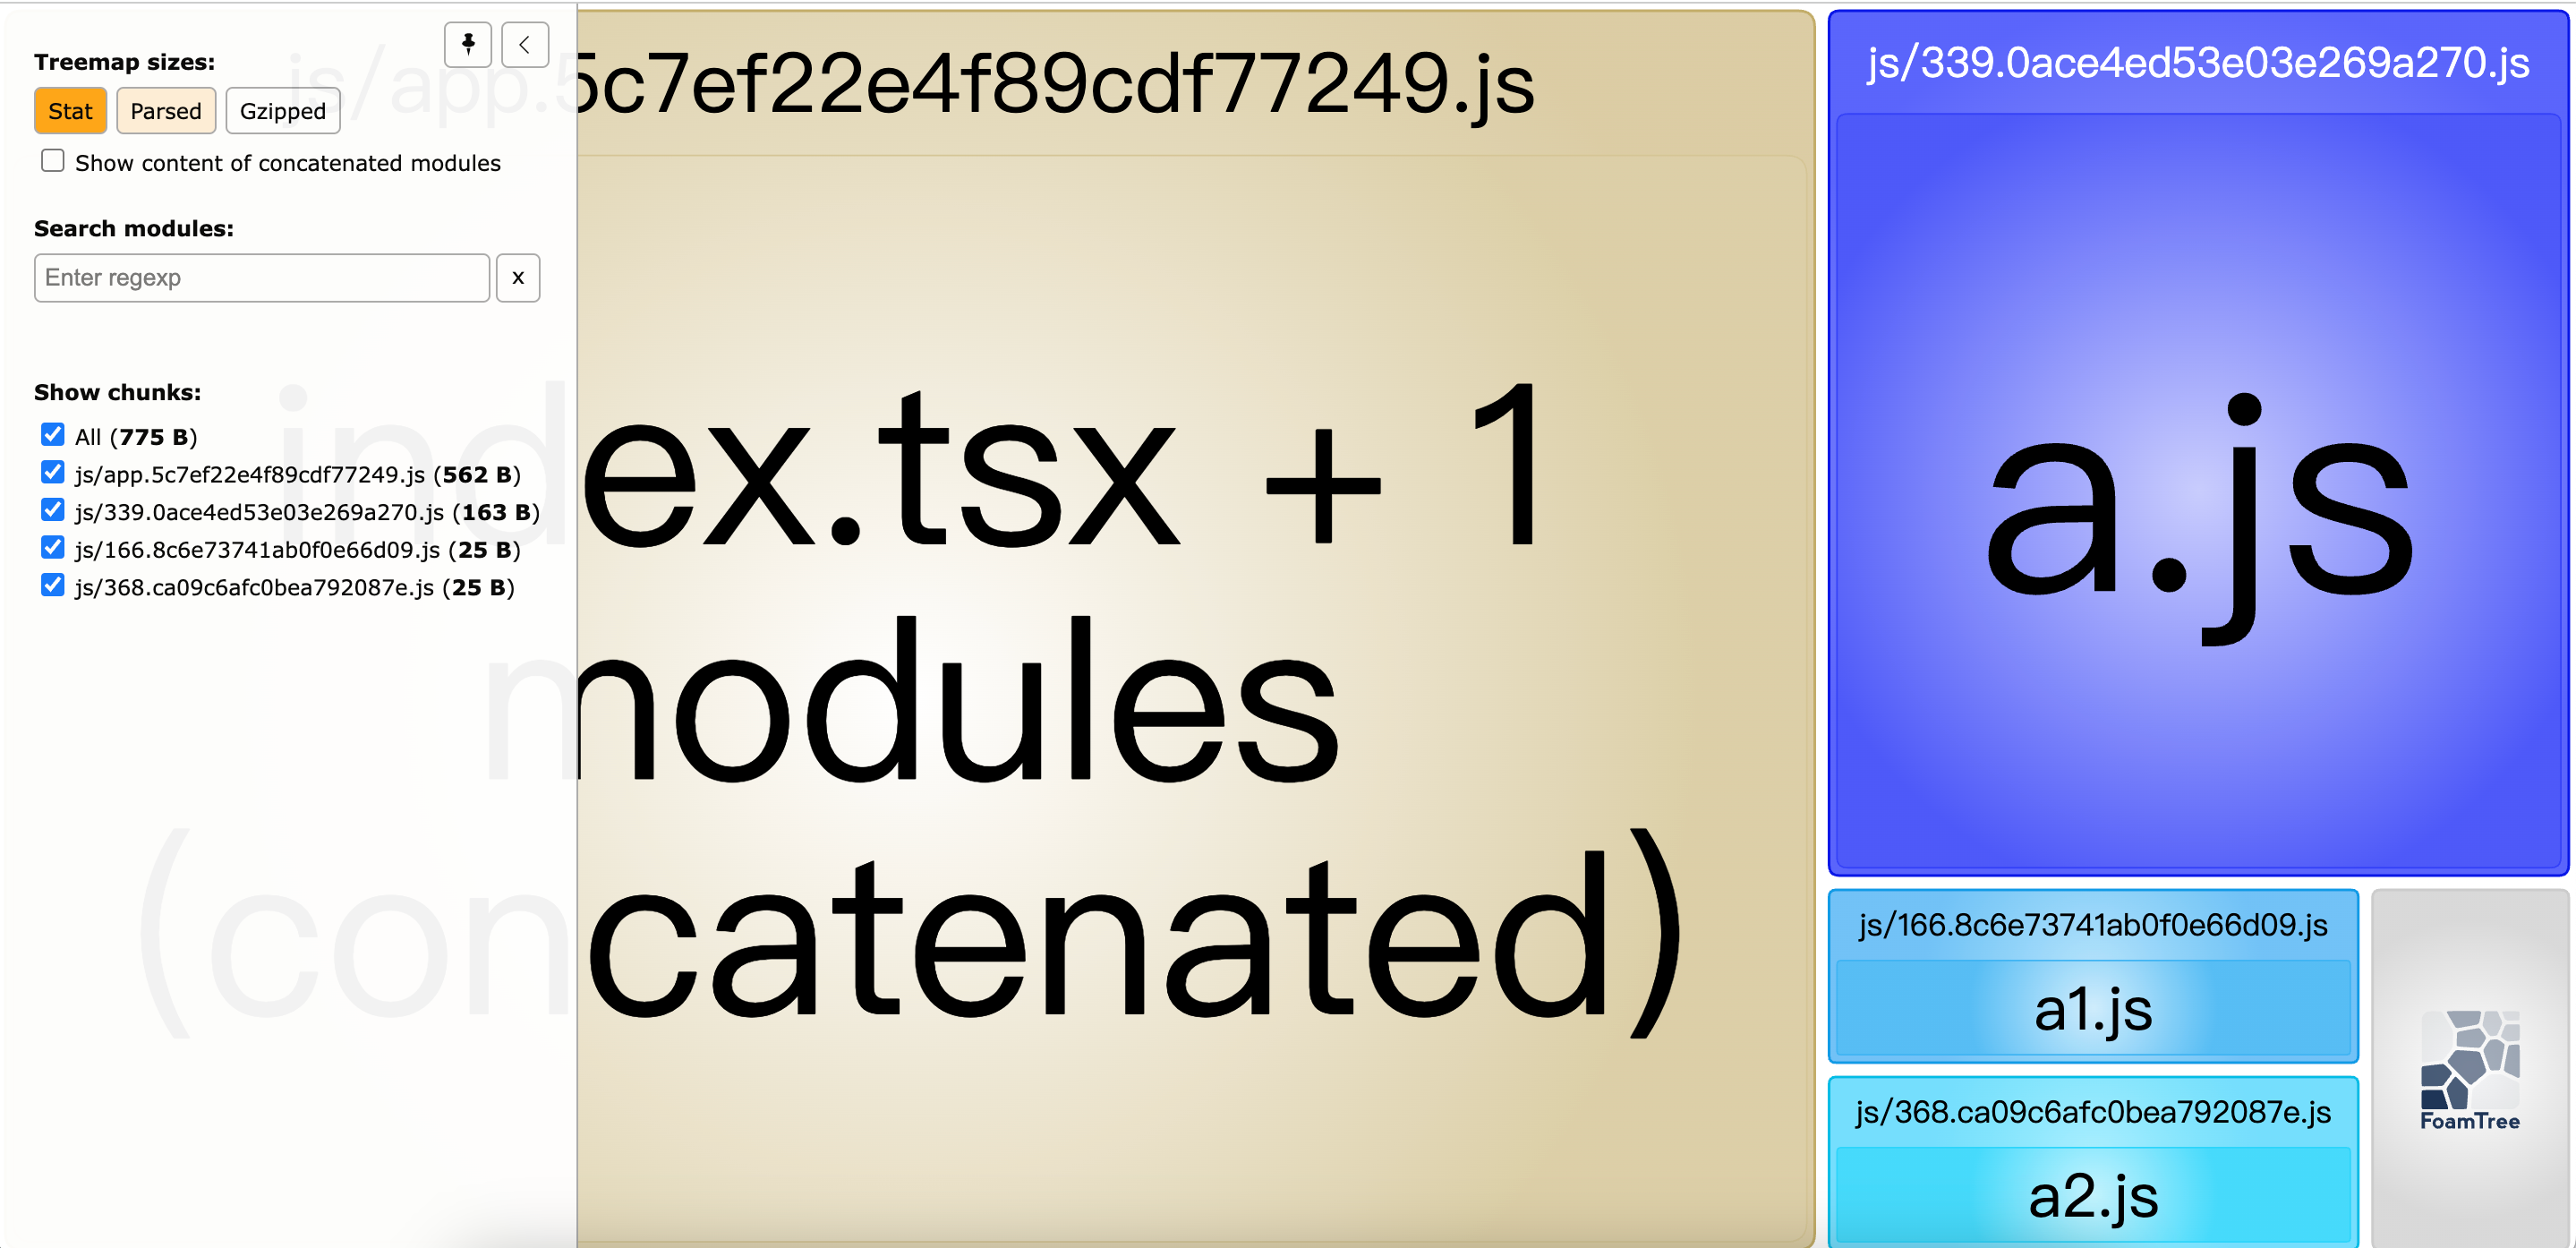 Treemap sizes:
Stat Parsed Gzipped
Show content of concatenated modules
Search modules:
Enter regexp x
Show chunks:
All (775 B)
js/app.5c7ef22e4f89cdf77249.js (562 B)
js/339.0ace4ed53e03e269a270.js (163 B)
js/166.8c6e73741ab0f0e66d09.js (25 B)
js/368.ca09c6afc0bea792087e.js (25 B)
js/app.5c7ef22e4f89cdf77249.js
index.tsx + 1
modules
(concatenated)
js/339.0ace4ed53e03e269a270.js
a.js
js/166.8c6e73741ab0f0e66d09.js
a1.js
js/368.ca09c6afc0bea792087e.js
a2.js
FoamTree